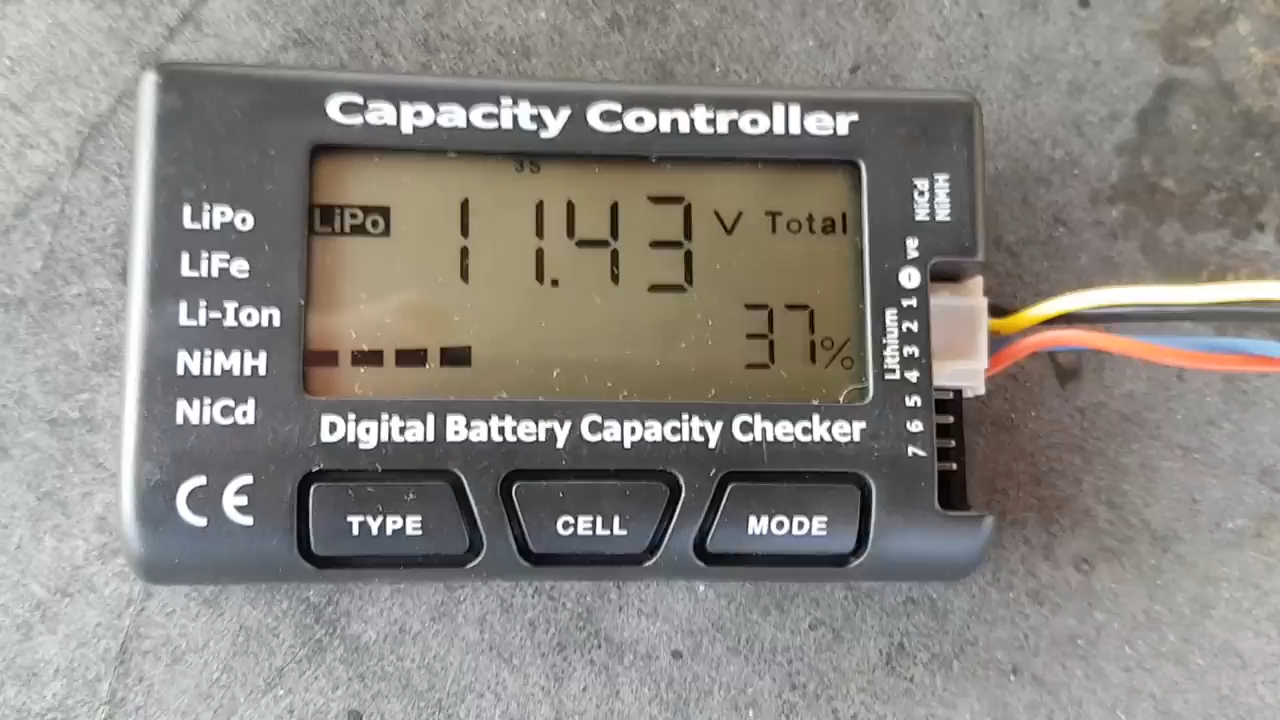 Capacity Controller
3S
LiPo
LiFe
Li-Ion
NiMH
NiCd
LiPo 11.43 V Total
37%
NiCd
NiMH
Lithium
7 6 5 4 3 2 1 - ve
Digital Battery Capacity Checker
CE
TYPE CELL MODE